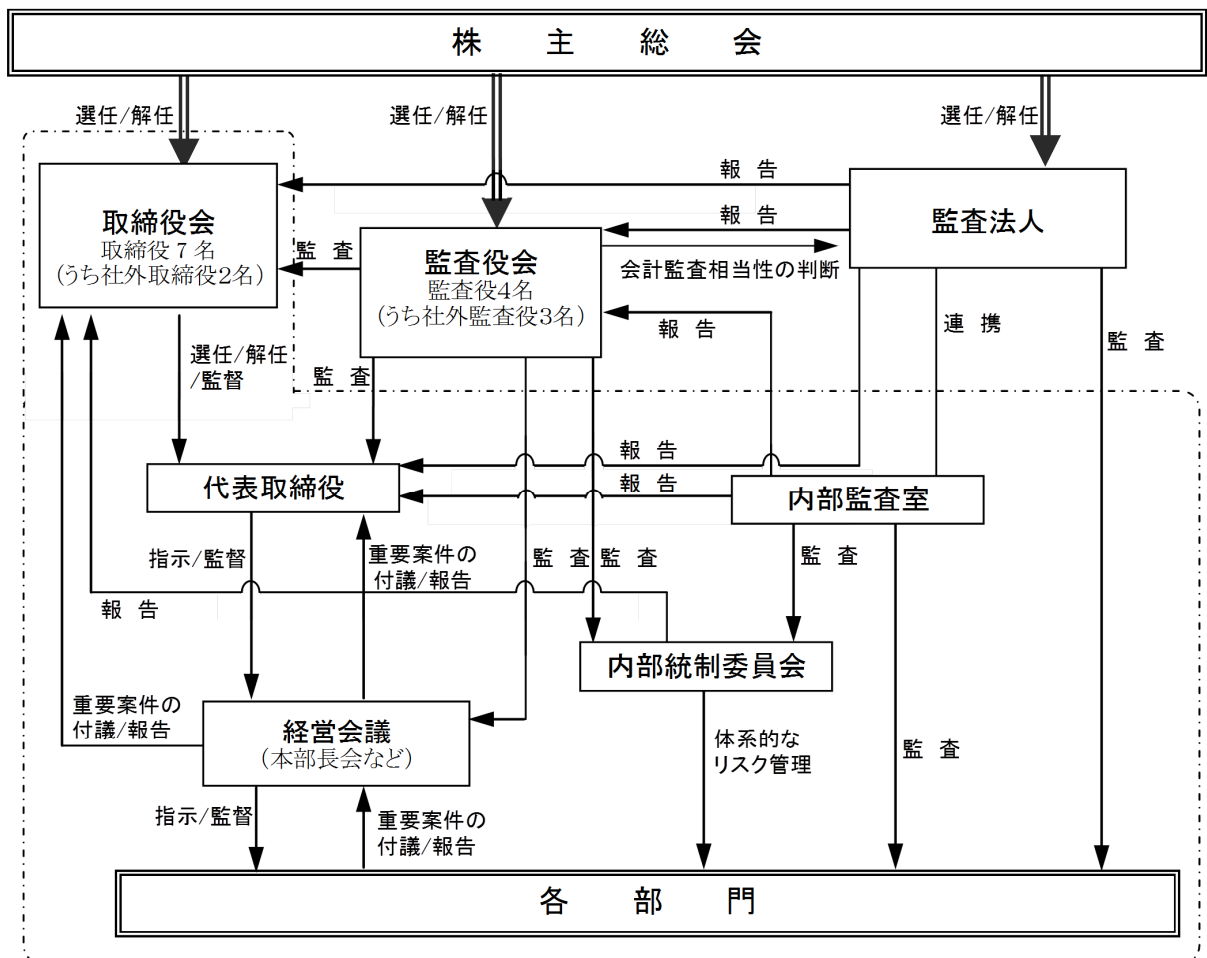 株主総会
選任/解任
選任/解任
選任/解任
報告
取締役会
取締役7名
(うち社外取締役2名)
監査
監査役会
監査役4名
(うち社外監査役3名)
報告
会計監査相当性の判断
監査法人
報告
連携
監査
選任/解任
/監督
監査
報告
代表取締役
報告
内部監査室
指示/監督
重要案件の
付議/報告
監査
監査
監査
報告
内部統制委員会
重要案件の
付議/報告
経営会議
(本部長会など)
体系的な
リスク管理
監査
指示/監督
重要案件の
付議/報告
各部門